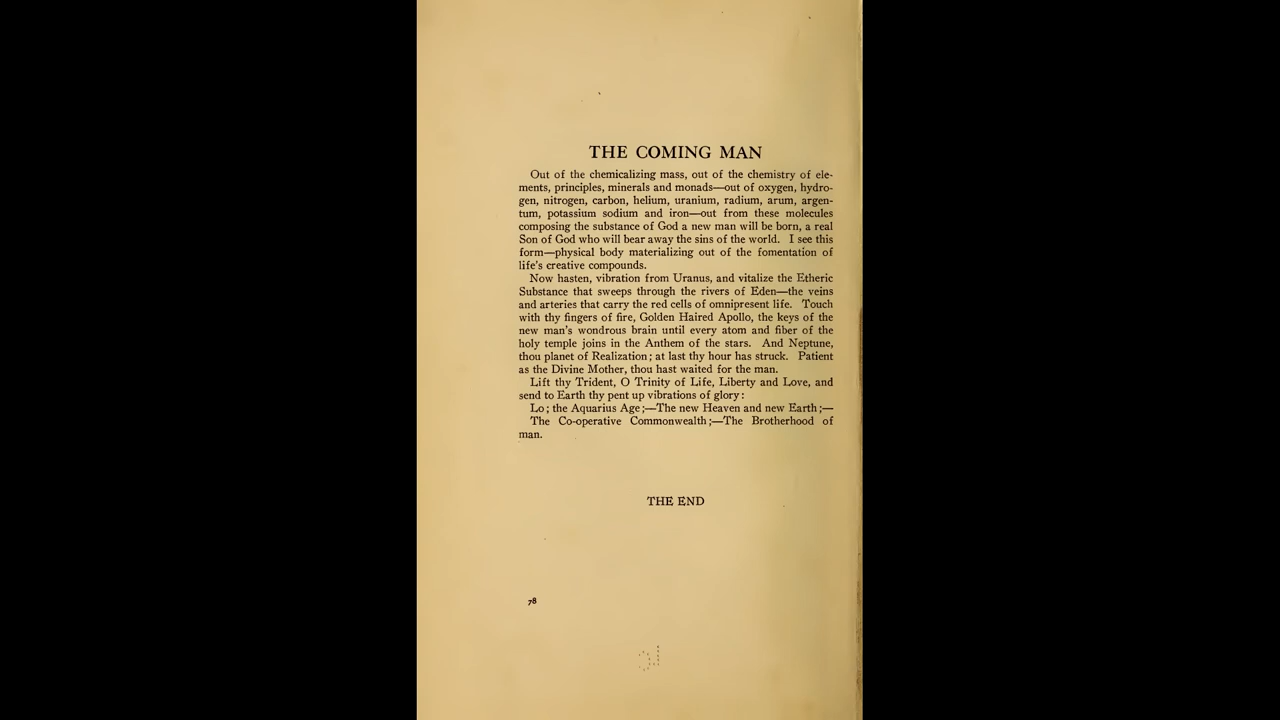 THE COMING MAN
Out of the chemicalizing mass, out of the chemistry of ele-
ments, principles, minerals and monads—out of oxygen, hydro-
gen, nitrogen, carbon, helium, uranium, radium, arum, argen-
tum, potassium sodium and iron—out from these molecules
composing the substance of God a new man will be born, a real
Son of God who will bear away the sins of the world. I see this
form—physical body materializing out of the fomentation of
life's creative compounds.
Now hasten, vibration from Uranus, and vitalize the Etheric
Substance that sweeps through the rivers of Eden—the veins
and arteries that carry the red cells of omnipresent life. Touch
with thy fingers of fire, Golden Haired Apollo, the keys of the
new man's wondrous brain until every atom and fiber of the
holy temple joins in the Anthem of the stars. And Neptune,
thou planet of Realization; at last thy hour has struck. Patient
as the Divine Mother, thou hast waited for the man.
Lift thy Trident, O Trinity of Life, Liberty and Love, and
send to Earth thy pent up vibrations of glory:
Lo; the Aquarius Age;—The new Heaven and new Earth;—
The Co-operative Commonwealth;—The Brotherhood of
man.
THE END
78